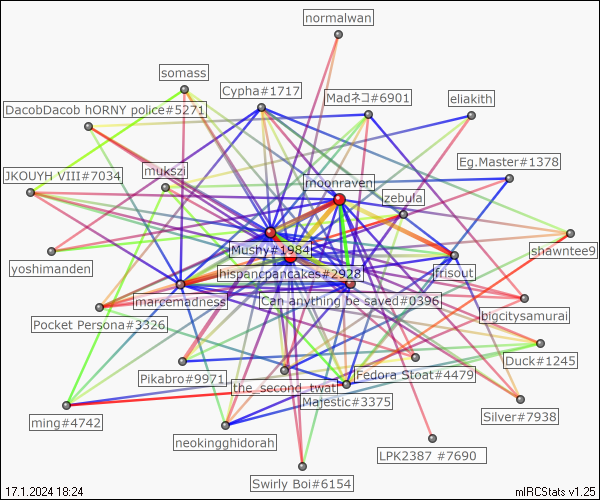 normalwan
somass
Cypha#1717
Madネコ#6901
eliakith
DacobDacob hORNY police#5271
Eg.Master#1378
JKOUYH VIII#7034
mukszi
moonraven
zebula
yoshimanden
Mushy#1984
shawntee9
hispancpancakes#2928
frisout
marcemadness
Can anything be saved#0396
bigcitysamurai
Pocket Persona#3326
Duck#1245
Pikabro#9971
the_second_twat
Fedora Stoat#4479
Majestic#3375
ming#4742
Silver#7938
neokingghidorah
LPK2387 #7690
Swirly Boi#6154
17.1.2024 18:24
mIRCStats v1.25